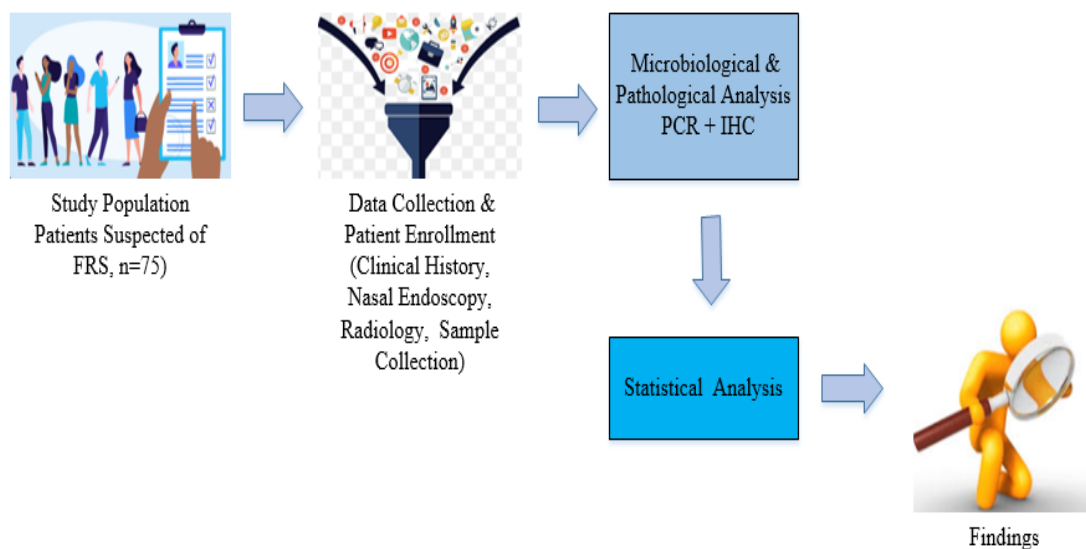 Study Population
Patients Suspected of
FRS, n=75)
Data Collection &
Patient Enrollment
(Clinical History,
Nasal Endoscopy,
Radiology, Sample
Collection)
Microbiological &
Pathological Analysis
PCR + IHC
Statistical Analysis
Findings